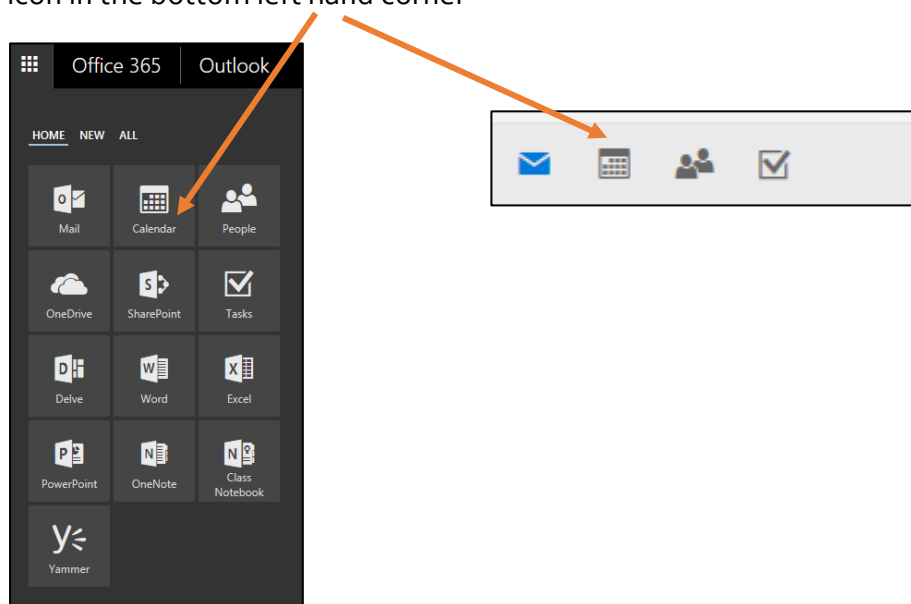 icon in the bottom left hand corner
Office 365 Outlook
HOME NEW ALL
Mail Calendar People
OneDrive SharePoint Tasks
Delve Word Excel
PowerPoint OneNote Class
Notebook
Yammer